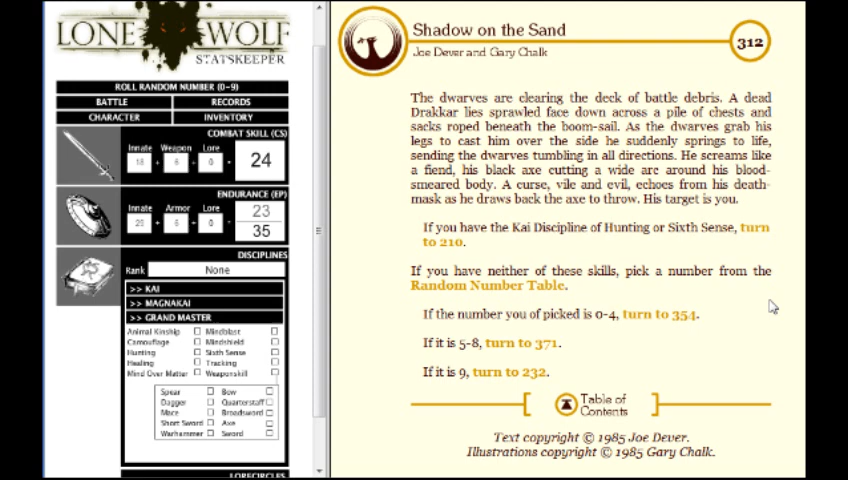 LONE WOLF
STATSKEEPER
ROLL RANDOM NUMBER (0-9)
BATTLE RECORDS
CHARACTER INVENTORY
COMBAT SKILL (CS)
Innate Weapon Lore
18 + 6 + 0 = 24
ENDURANCE (EP)
Innate Armor Lore
23
29 + 6 + 0 = 35
DISCIPLINES
Rank None
>> KAI
>> MAGNAKAI
>> GRAND MASTER
Animal Kinship Mindblast
Camouflage Mindshield
Hunting Sixth Sense
Healing Tracking
Mind Over Matter Weaponskill
Spear Bow
Dagger Quarterstaff
Mace Broadsword
Short Sword Axe
Warhammer Sword
LORECIRCLES
Shadow on the Sand
Joe Dever and Gary Chalk
312
The dwarves are clearing the deck of battle debris. A dead
Drakkar lies sprawled face down across a pile of chests and
sacks roped beneath the boom-sail. As the dwarves grab his
legs to cast him over the side he suddenly springs to life,
sending the dwarves tumbling in all directions. He screams like
a fiend, his black axe cutting a wide arc around his blood-
smeared body. A curse, vile and evil, echoes from his death-
mask as he draws back the axe to throw. His target is you.
If you have the Kai Discipline of Hunting or Sixth Sense, turn
to 210.
If you have neither of these skills, pick a number from the
Random Number Table.
If the number you of picked is 0-4, turn to 354.
If it is 5-8, turn to 371.
If it is 9, turn to 232.
Table of
Contents
Text copyright © 1985 Joe Dever.
Illustrations copyright © 1985 Gary Chalk.